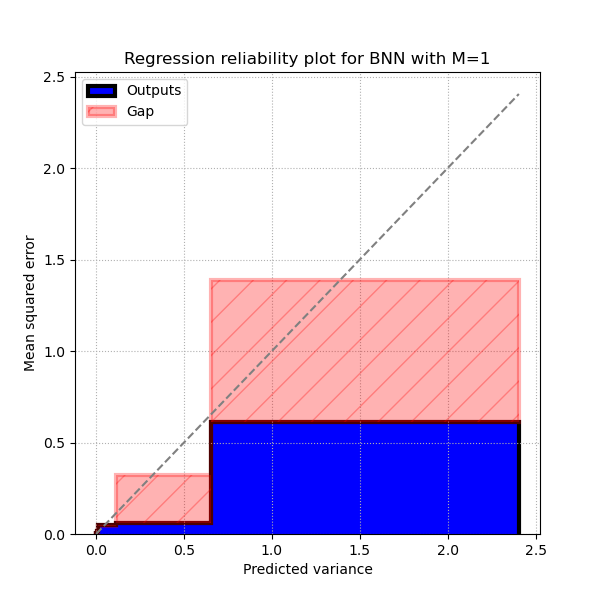 Regression reliability plot for BNN with M=1
2.5
2.0
1.5
1.0
0.5
0.0
Mean squared error
Outputs
Gap
0.0 0.5 1.0 1.5 2.0 2.5
Predicted variance